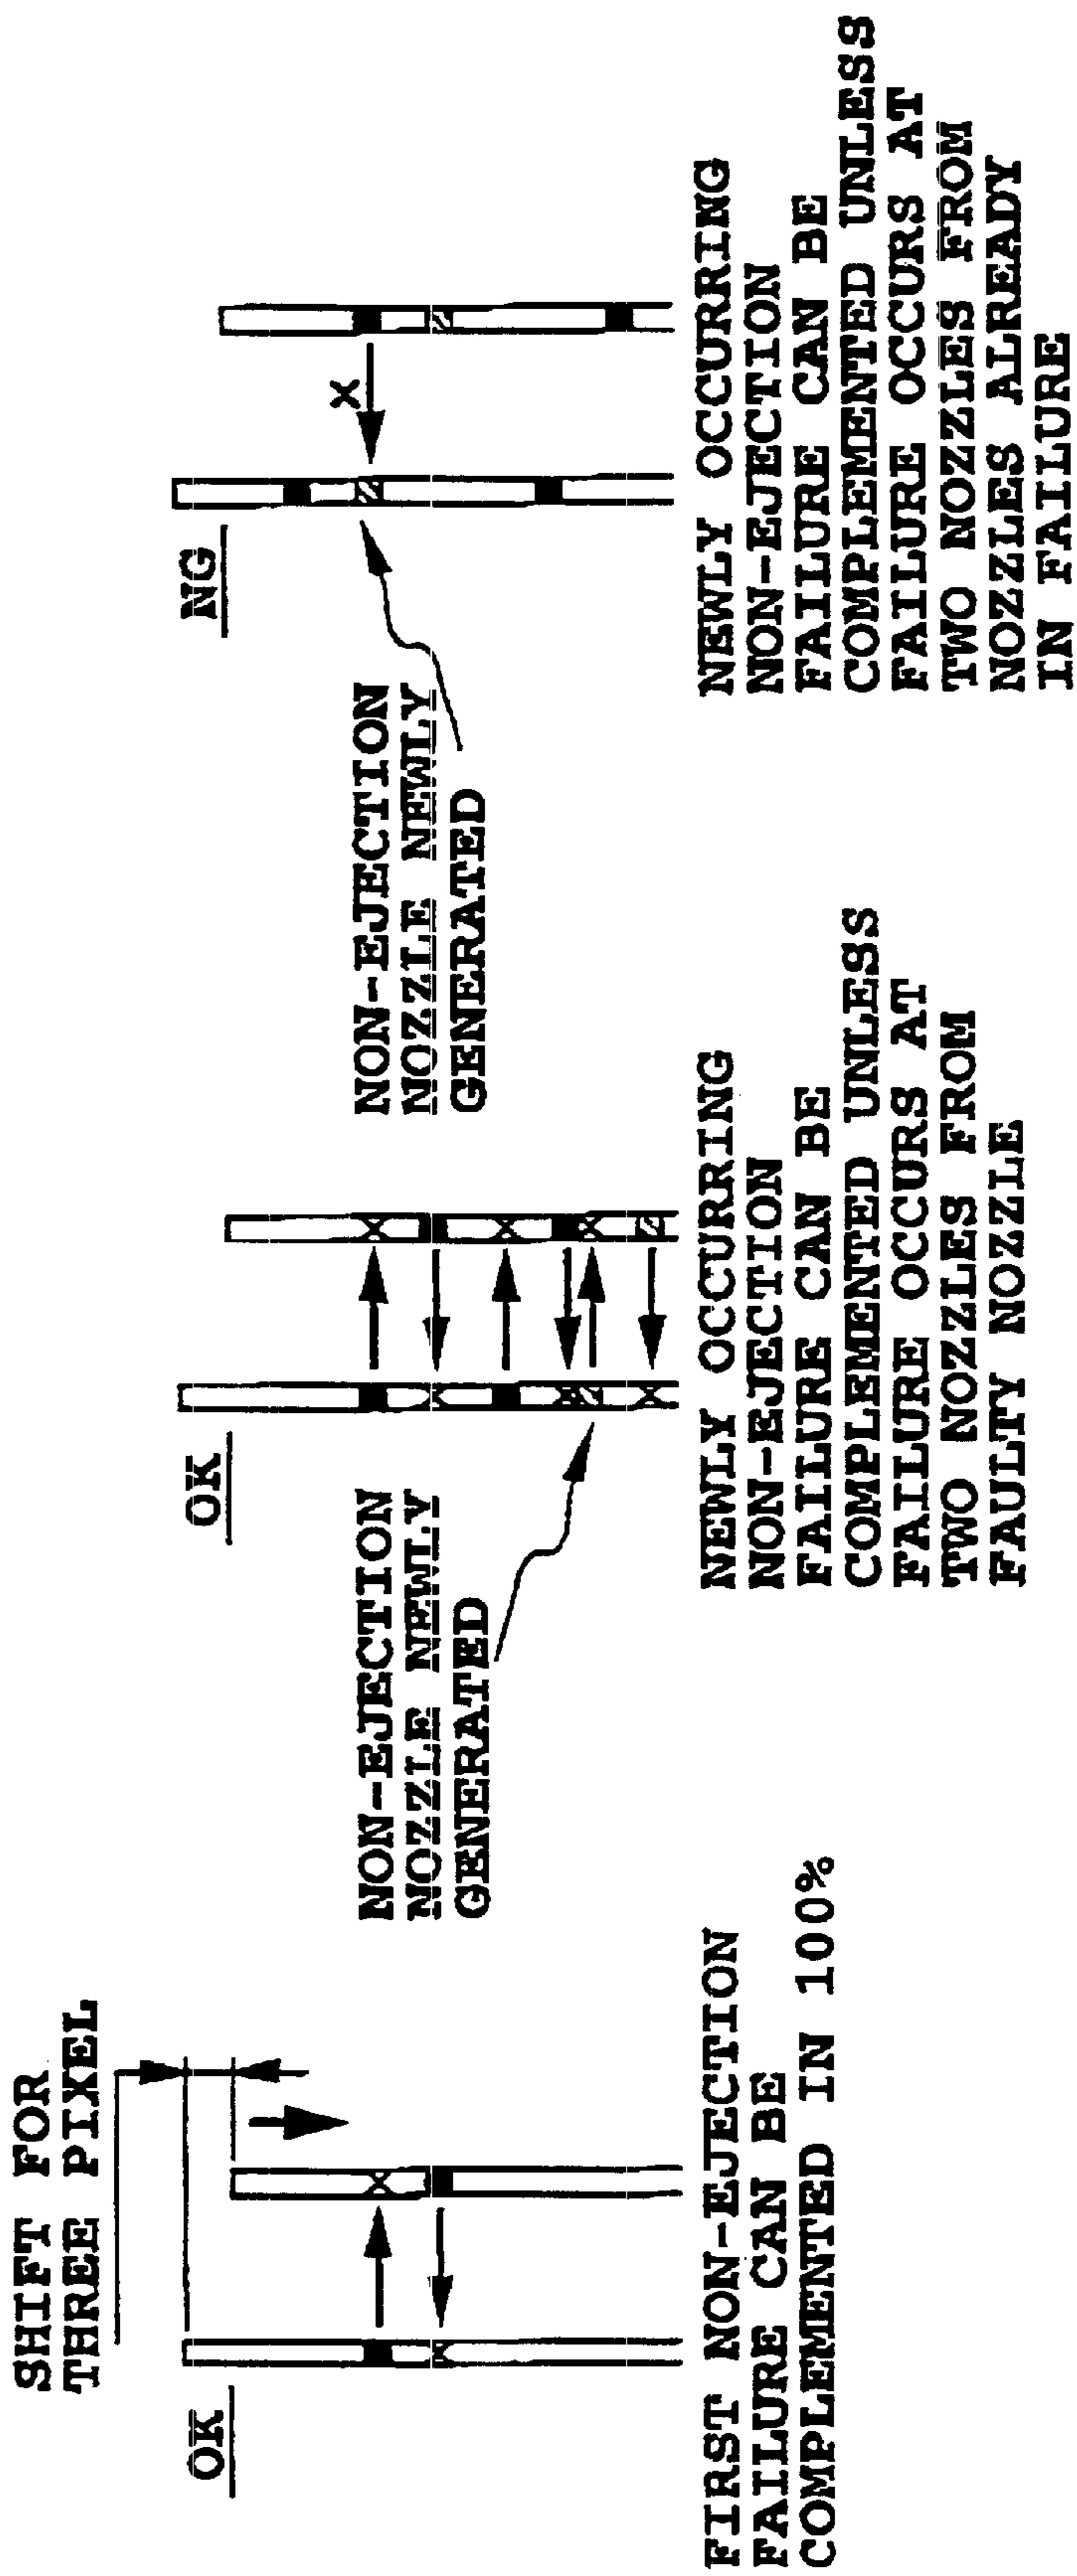 SHIFT FOR
THREE PIXEL
OK
FIRST NON-EJECTION
FAILURE CAN BE
COMPLEMENTED IN 100%
OK
NON-EJECTION
NOZZLE NEWLY
GENERATED
NEWLY OCCURRING
NON-EJECTION
FAILURE CAN BE
COMPLEMENTED UNLESS
FAILURE OCCURS AT
TWO NOZZLES FROM
FAULTY NOZZLE
NG
X
NON-EJECTION
NOZZLE NEWLY
GENERATED
NEWLY OCCURRING
NON-EJECTION
FAILURE CAN BE
COMPLEMENTED UNLESS
FAILURE OCCURS AT
TWO NOZZLES FROM
NOZZLES ALREADY
IN FAILURE